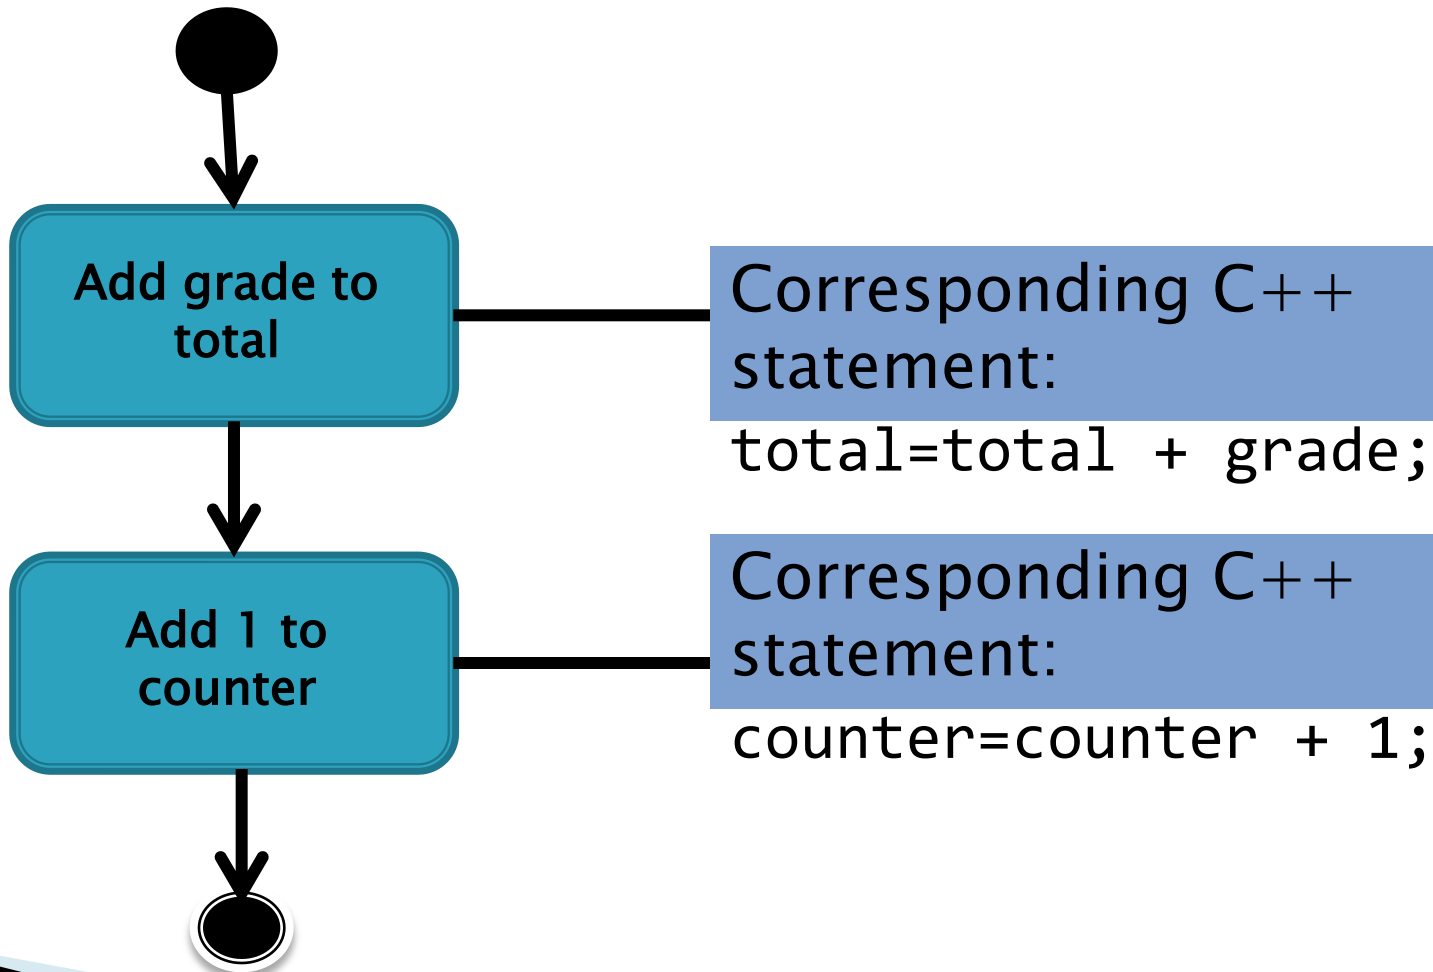 Add grade to
total
Corresponding C++
statement:
total=total + grade;
Add 1 to
counter
Corresponding C++
statement:
counter=counter + 1;